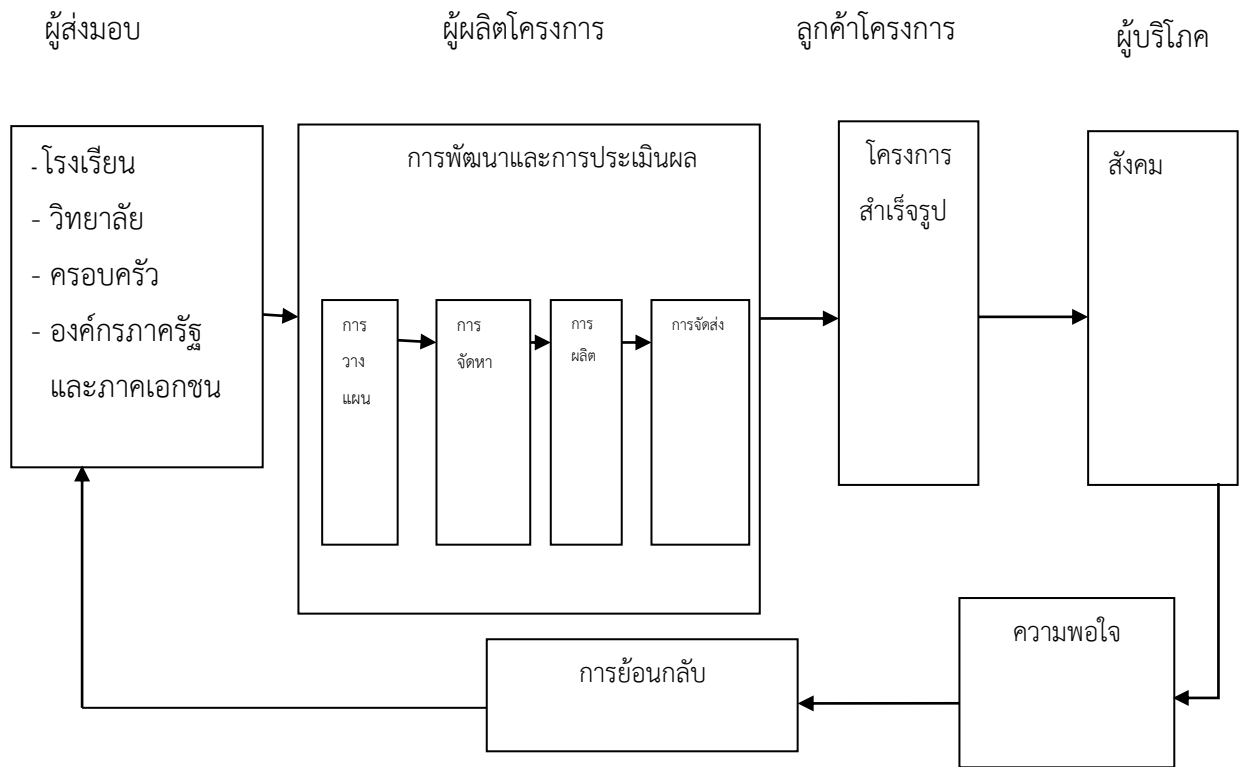 ผู้ส่งมอบ
ผู้ผลิตโครงการ
ลูกค้าโครงการ
ผู้บริโภค
- โรงเรียน
- วิทยาลัย
- ครอบครัว
- องค์กรภาครัฐ
และภาคเอกชน
การพัฒนาและการประเมินผล
การ
วาง
แผน
การ
จัดหา
การ
ผลิต
การจัดส่ง
โครงการ
สำเร็จรูป
สังคม
ความพอใจ
การย้อนกลับ